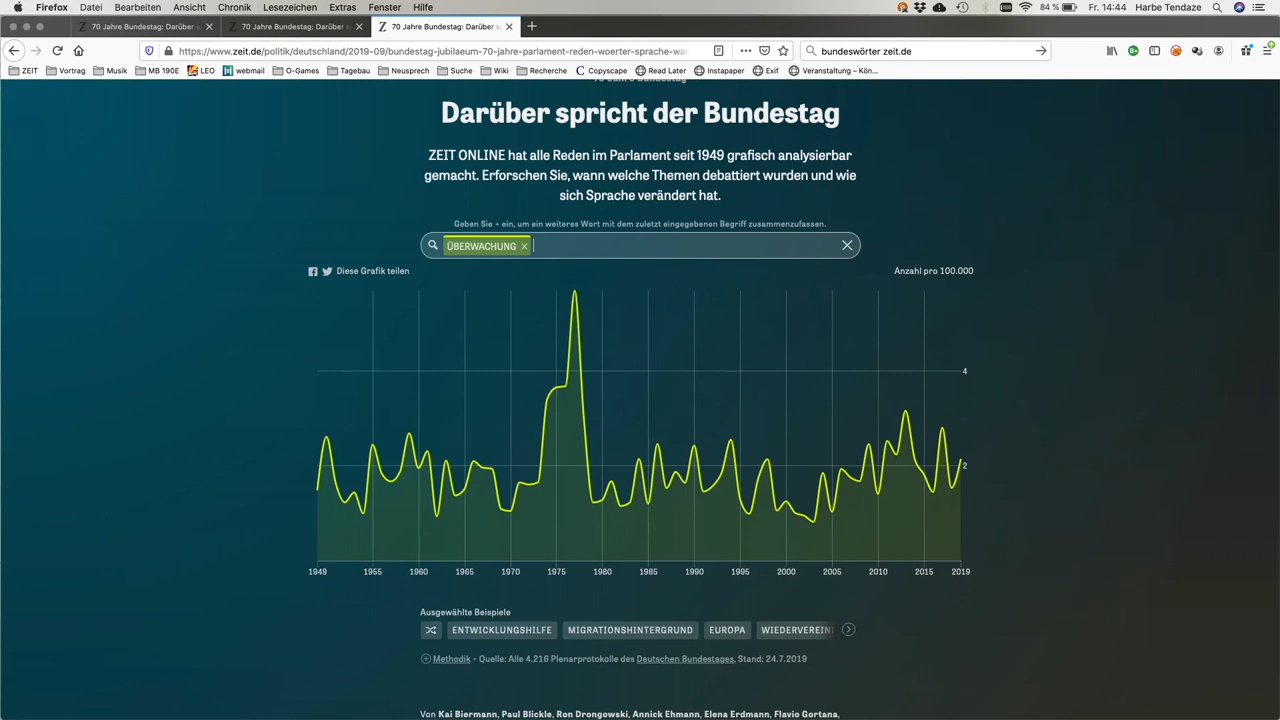 Firefox Datei Bearbeiten Ansicht Chronik Lesezeichen Extras Fenster Hilfe 84 % Fr. 14:44 Harbe Tendaze
70 Jahre Bundestag: Darüber 70 Jahre Bundestag: Darüber 70 Jahre Bundestag: Darüber
https://www.zeit.de/politik/deutschland/2019-09/bundestag-jubilaeum-70-jahre-parlament-reden-woerter-sprache-wa bundeswörter zeit.de
ZEIT Vortrag Musik MB 190E LEO webmail O-Games Tagebau Neusprech Suche Wiki Recherche Copyscape Read Later Instapaper Exif Veranstaltung – Kön...
70 Jahre Bundestag
Darüber spricht der Bundestag
ZEIT ONLINE hat alle Reden im Parlament seit 1949 grafisch analysierbar
gemacht. Erforschen Sie, wann welche Themen debattiert wurden und wie
sich Sprache verändert hat.
Geben Sie + ein, um ein weiteres Wort mit dem zuletzt eingegebenen Begriff zusammenzufassen.
ÜBERWACHUNG ×
Diese Grafik teilen Anzahl pro 100.000
4
2
1949 1955 1960 1965 1970 1975 1980 1985 1990 1995 2000 2005 2010 2015 2019
Ausgewählte Beispiele
ENTWICKLUNGSHILFE MIGRATIONSHINTERGRUND EUROPA WIEDERVEREIN
Methodik • Quelle: Alle 4.216 Plenarprotokolle des Deutschen Bundestages, Stand: 24.7.2019
Von Kai Biermann, Paul Blickle, Ron Drongowski, Annick Ehmann, Elena Erdmann, Flavio Gortana,